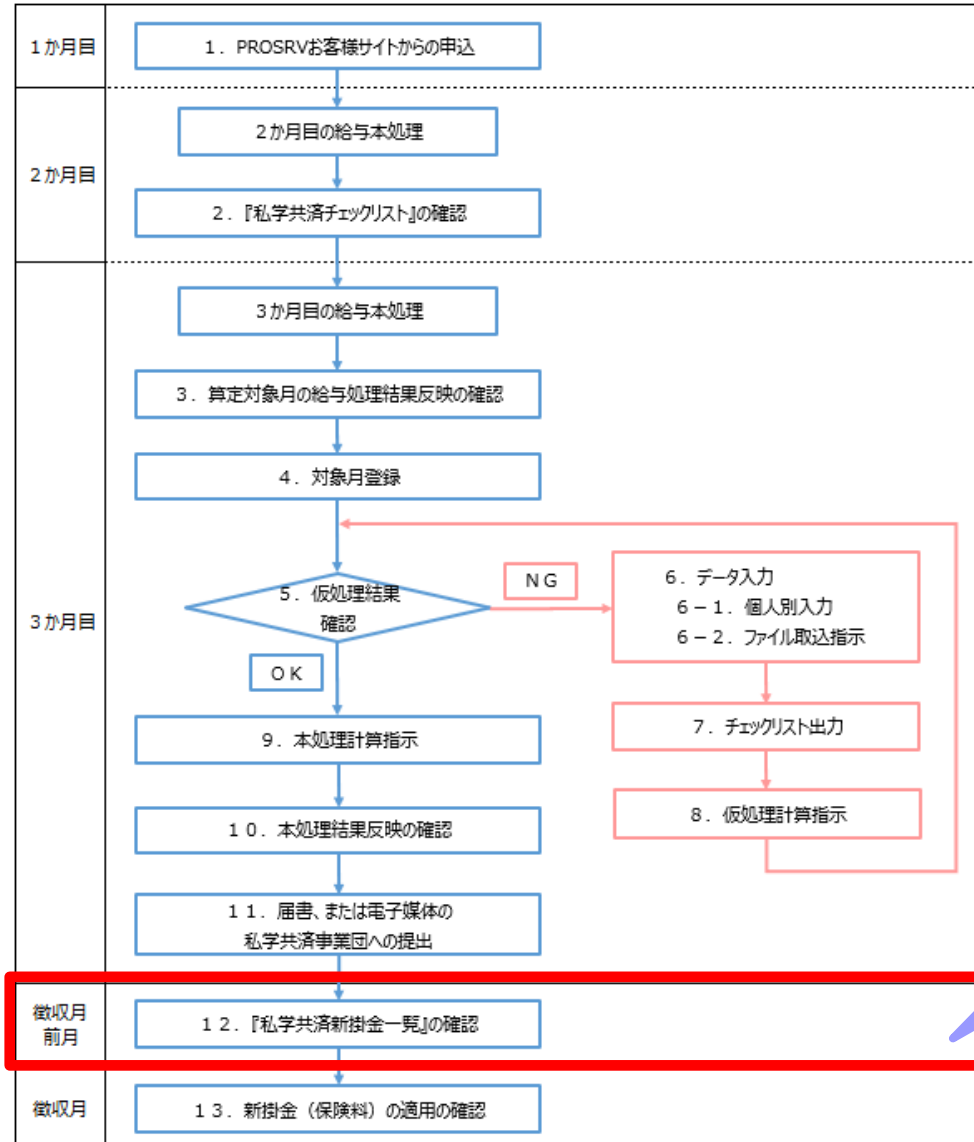 １か月目
１．PROSRVお客様サイトからの申込
２か月目
２か月目の給与本処理
２．『私学共済チェックリスト』の確認
３か月目
３か月目の給与本処理
３．算定対象月の給与処理結果反映の確認
４．対象月登録
５．仮処理結果
確認
ＮＧ
ＯＫ
６．データ入力
６－１．個人別入力
６－２．ファイル取込指示
７．チェックリスト出力
８．仮処理計算指示
９．本処理計算指示
１０．本処理結果反映の確認
１１．届書、または電子媒体の
私学共済事業団への提出
徴収月
前月
１２．『私学共済新掛金一覧』の確認
徴収月
１３．新掛金（保険料）の適用の確認